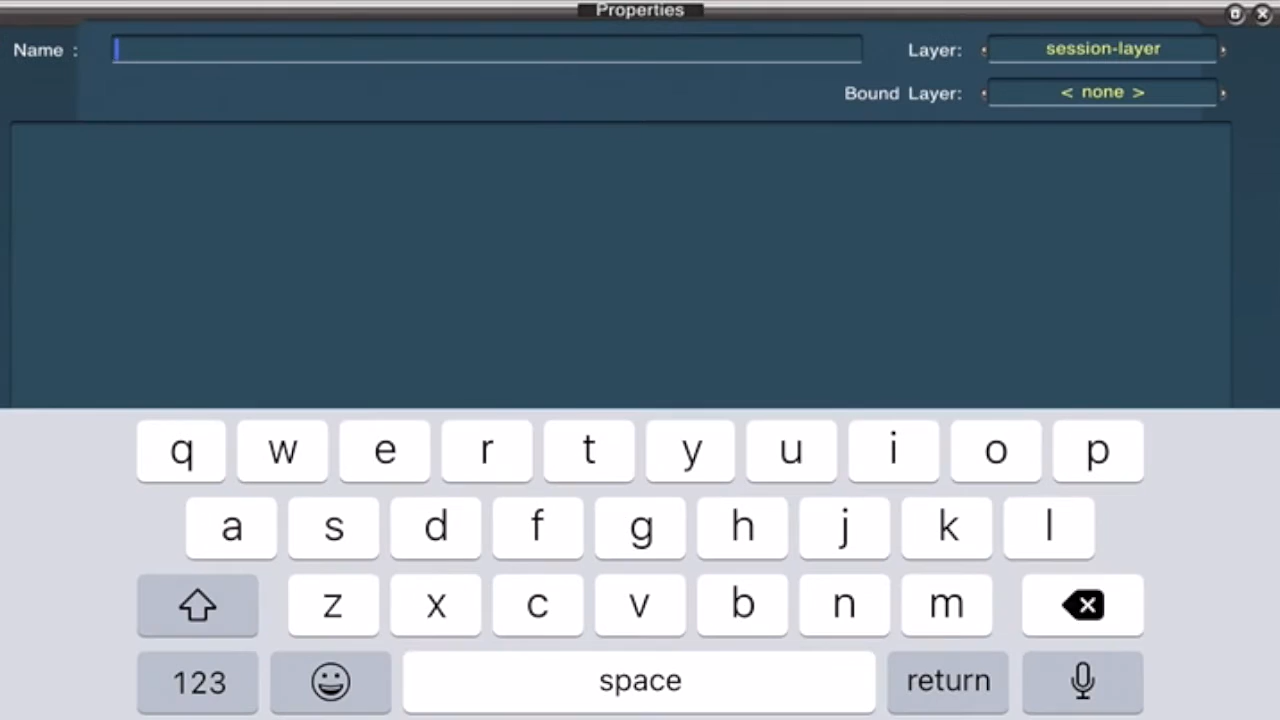 Properties
Name :
Layer: session-layer
Bound Layer: < none >
q w e r t y u i o p
a s d f g h j k l
z x c v b n m
123 space return